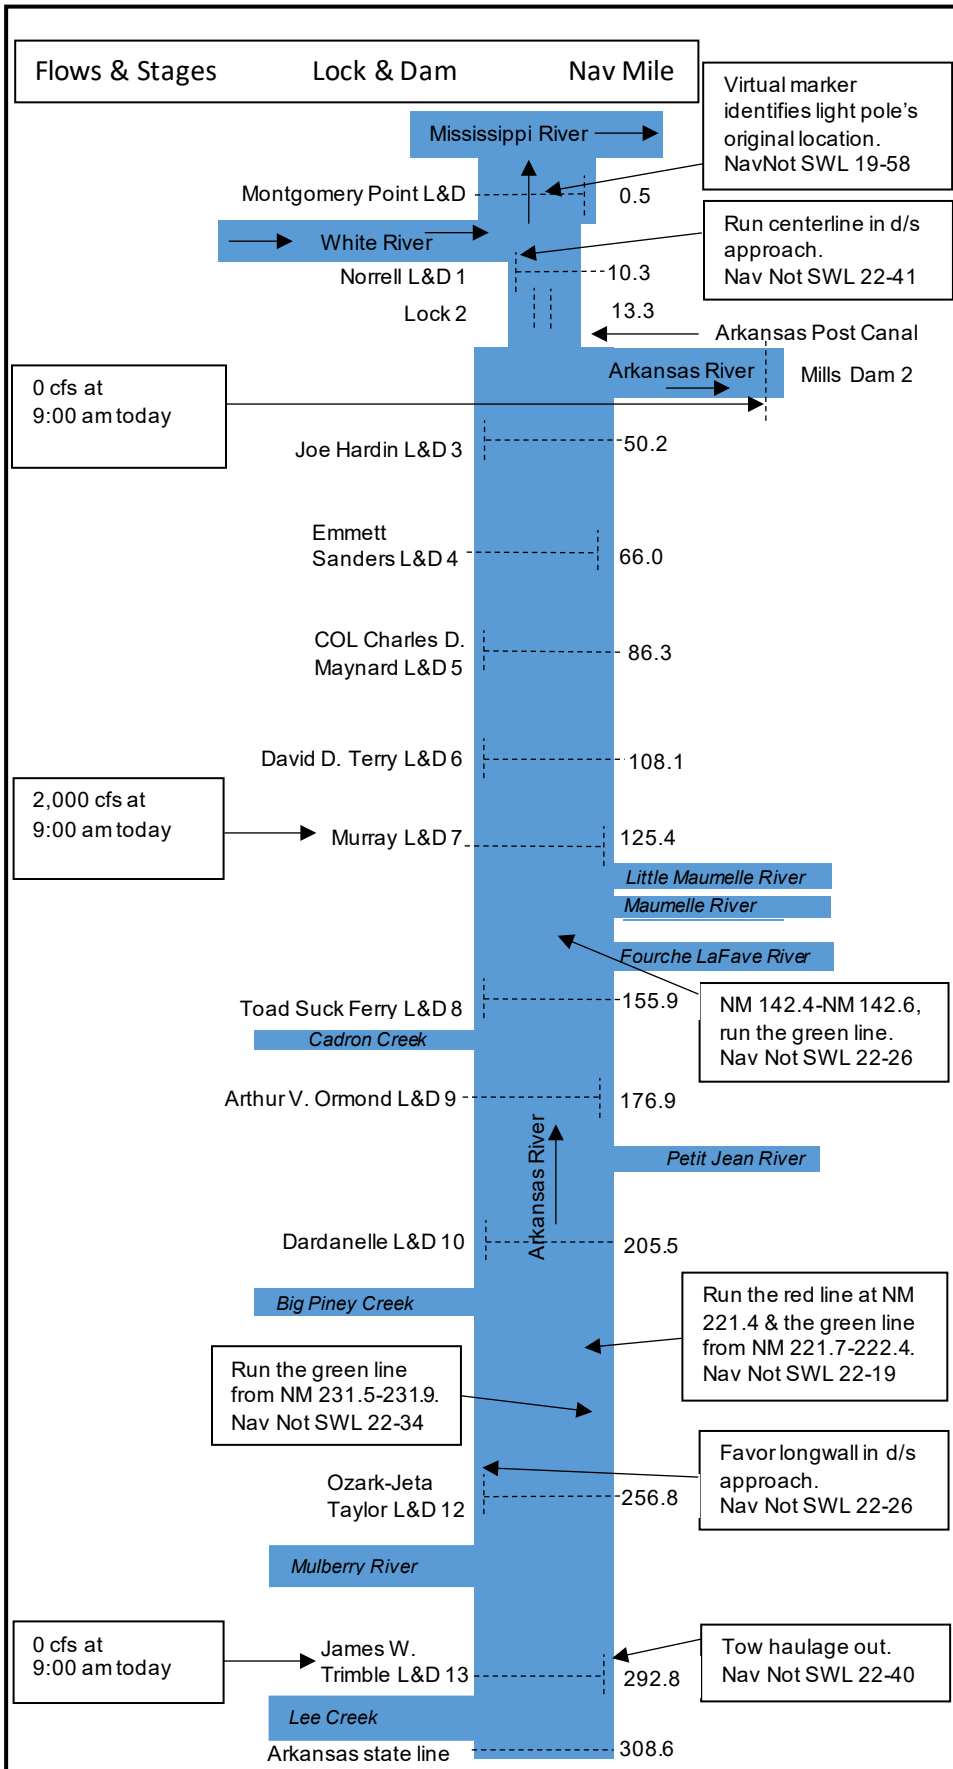 Flows & Stages Lock & Dam Nav Mile
Virtual marker
identifies light pole's
original location.
NavNot SWL 19-58
Mississippi River
Montgomery Point L&D 0.5
White River
Run centerline in d/s
approach.
Nav Not SWL 22-41
Norrell L&D 1 10.3
Lock 2 13.3
Arkansas Post Canal
Arkansas River Mills Dam 2
0 cfs at
9:00 am today
Joe Hardin L&D 3 50.2
Emmett
Sanders L&D 4 66.0
COL Charles D.
Maynard L&D 5 86.3
David D. Terry L&D 6 108.1
2,000 cfs at
9:00 am today
Murray L&D 7 125.4
Little Maumelle River
Maumelle River
Fourche LaFave River
Toad Suck Ferry L&D 8 155.9
NM 142.4-NM 142.6,
run the green line.
Nav Not SWL 22-26
Cadron Creek
Arthur V. Ormond L&D 9 176.9
Arkansas River
Petit Jean River
Dardanelle L&D 10 205.5
Big Piney Creek
Run the red line at NM
221.4 & the green line
from NM 221.7-222.4.
Nav Not SWL 22-19
Run the green line
from NM 231.5-231.9.
Nav Not SWL 22-34
Favor longwall in d/s
approach.
Nav Not SWL 22-26
Ozark-Jeta
Taylor L&D 12 256.8
Mulberry River
0 cfs at
9:00 am today
James W.
Trimble L&D 13 292.8
Tow haulage out.
Nav Not SWL 22-40
Lee Creek
Arkansas state line 308.6